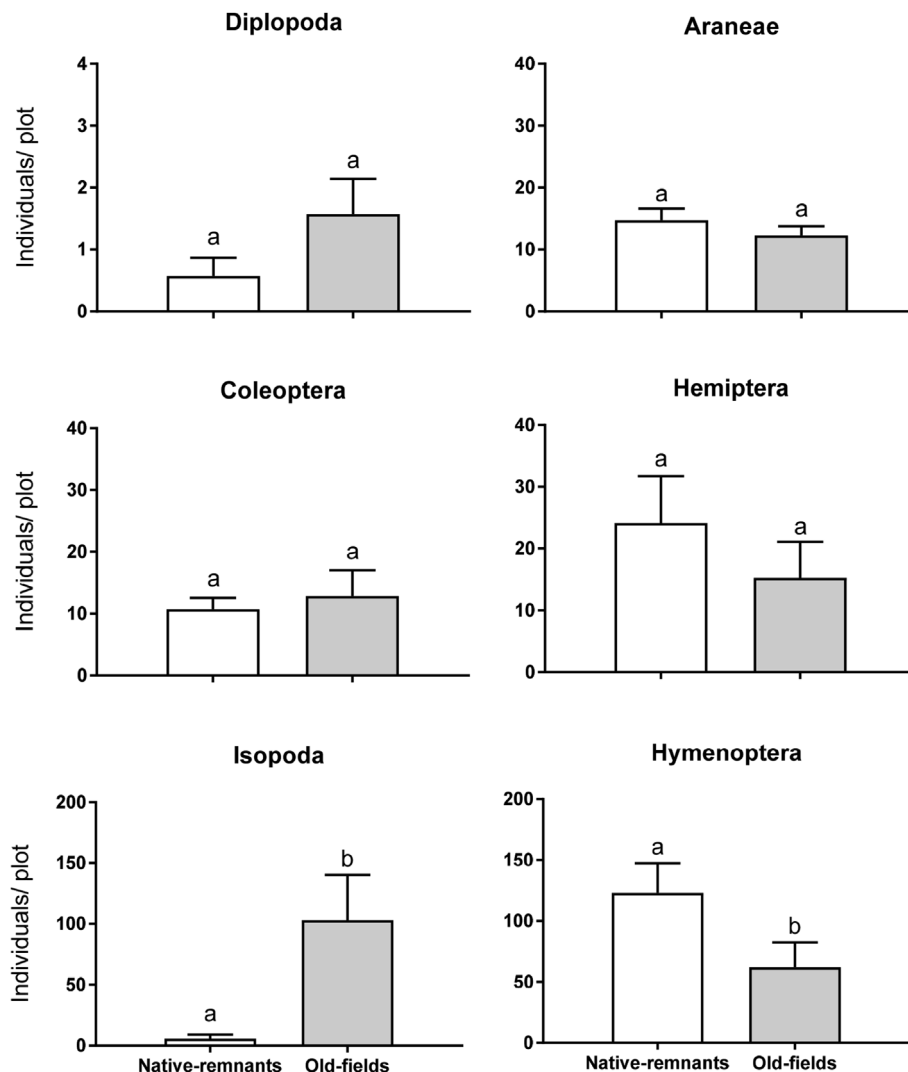 Diplopoda
Individuals/ plot
4
3
2
1
0
a
a
Araneae
40
30
20
10
0
a
a
Coleoptera
Individuals/ plot
40
30
20
10
0
a
a
Hemiptera
40
30
20
10
0
a
a
Isopoda
Individuals/ plot
200
150
100
50
0
a
b
Native-remnants Old-fields
Hymenoptera
200
150
100
50
0
a
b
Native-remnants Old-fields